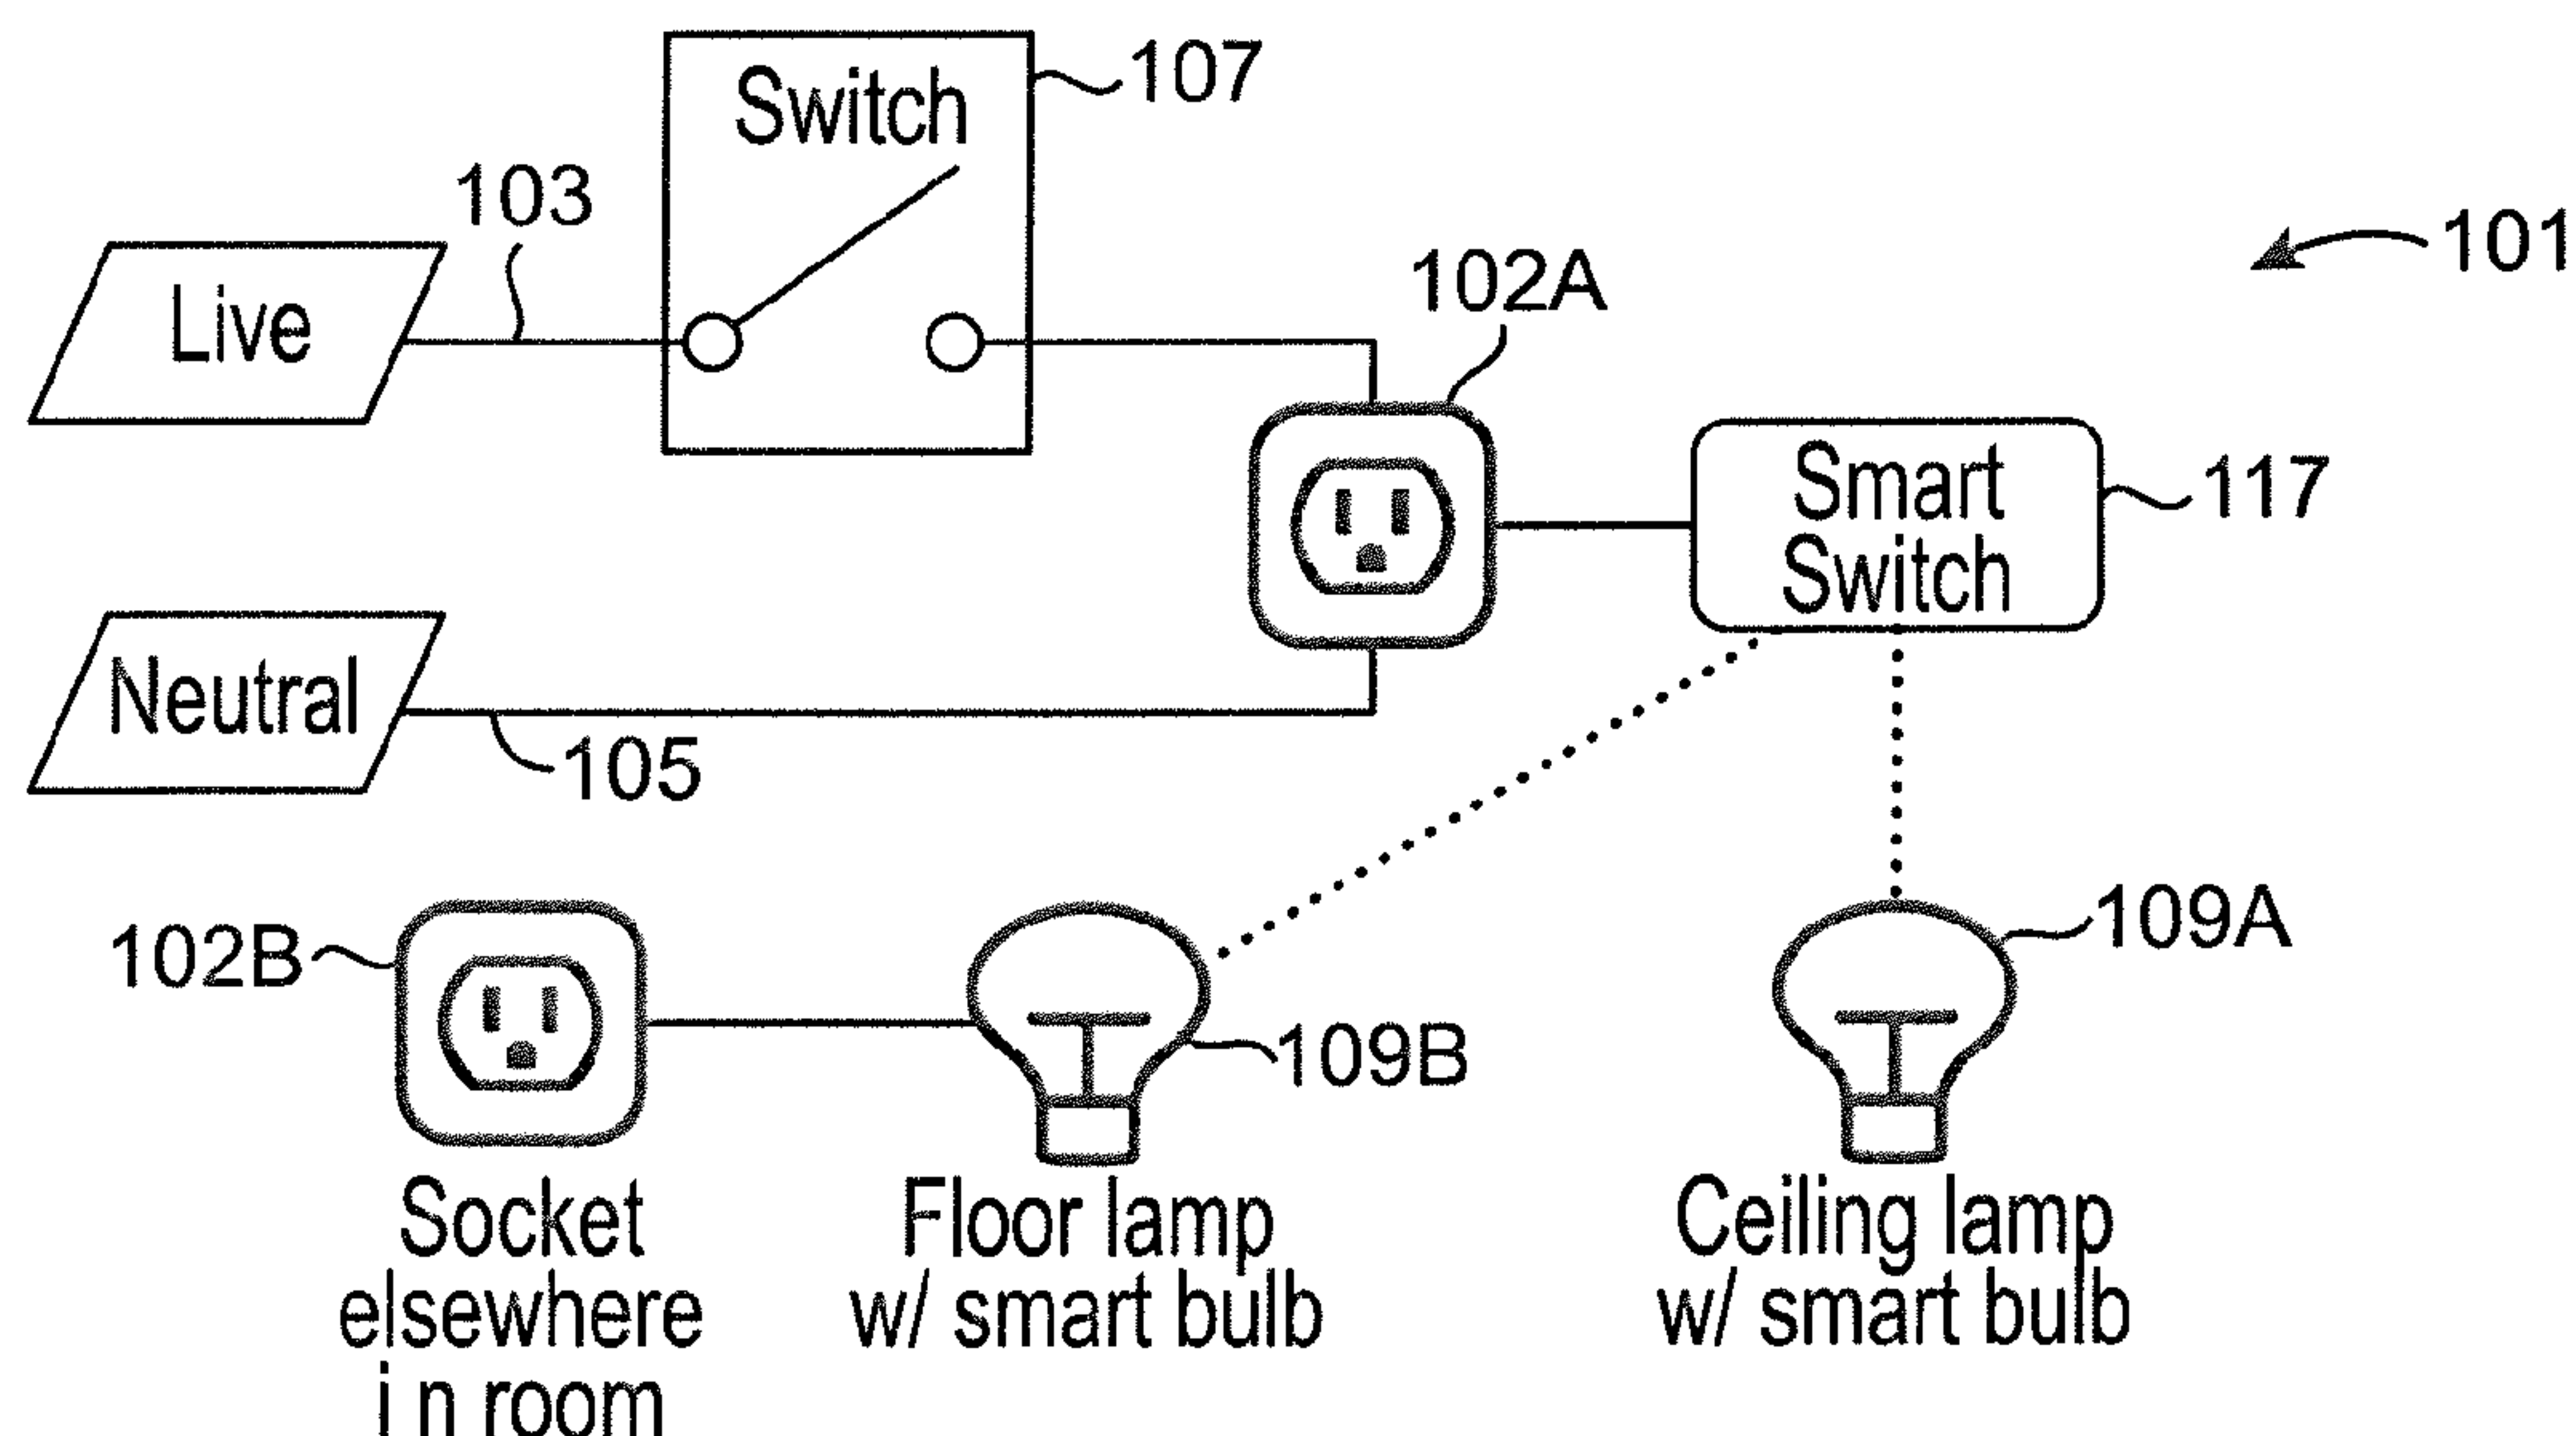 Switch
107
103
101
Live
102A
Smart
Switch
117
Neutral
105
102B
109B
109A
Socket
elsewhere
i n room
Floor lamp
w/ smart bulb
Ceiling lamp
w/ smart bulb